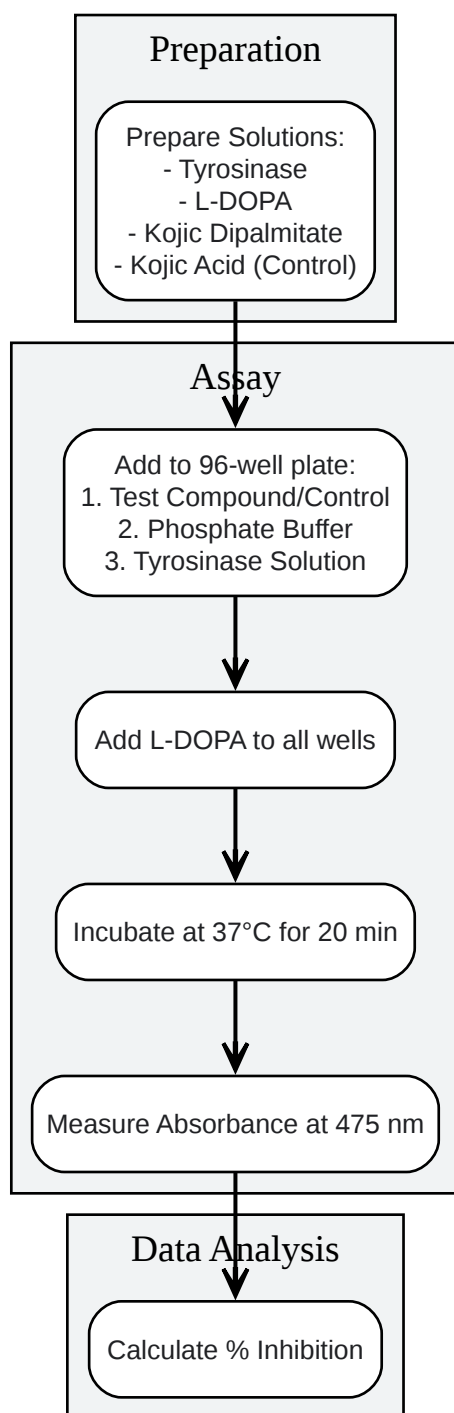 Preparation
Prepare Solutions:
- Tyrosinase
- L-DOPA
- Kojic Dipalmitate
- Kojic Acid (Control)
Assay
Add to 96-well plate:
1. Test Compound/Control
2. Phosphate Buffer
3. Tyrosinase Solution
Add L-DOPA to all wells
Incubate at 37°C for 20 min
Measure Absorbance at 475 nm
Data Analysis
Calculate % Inhibition